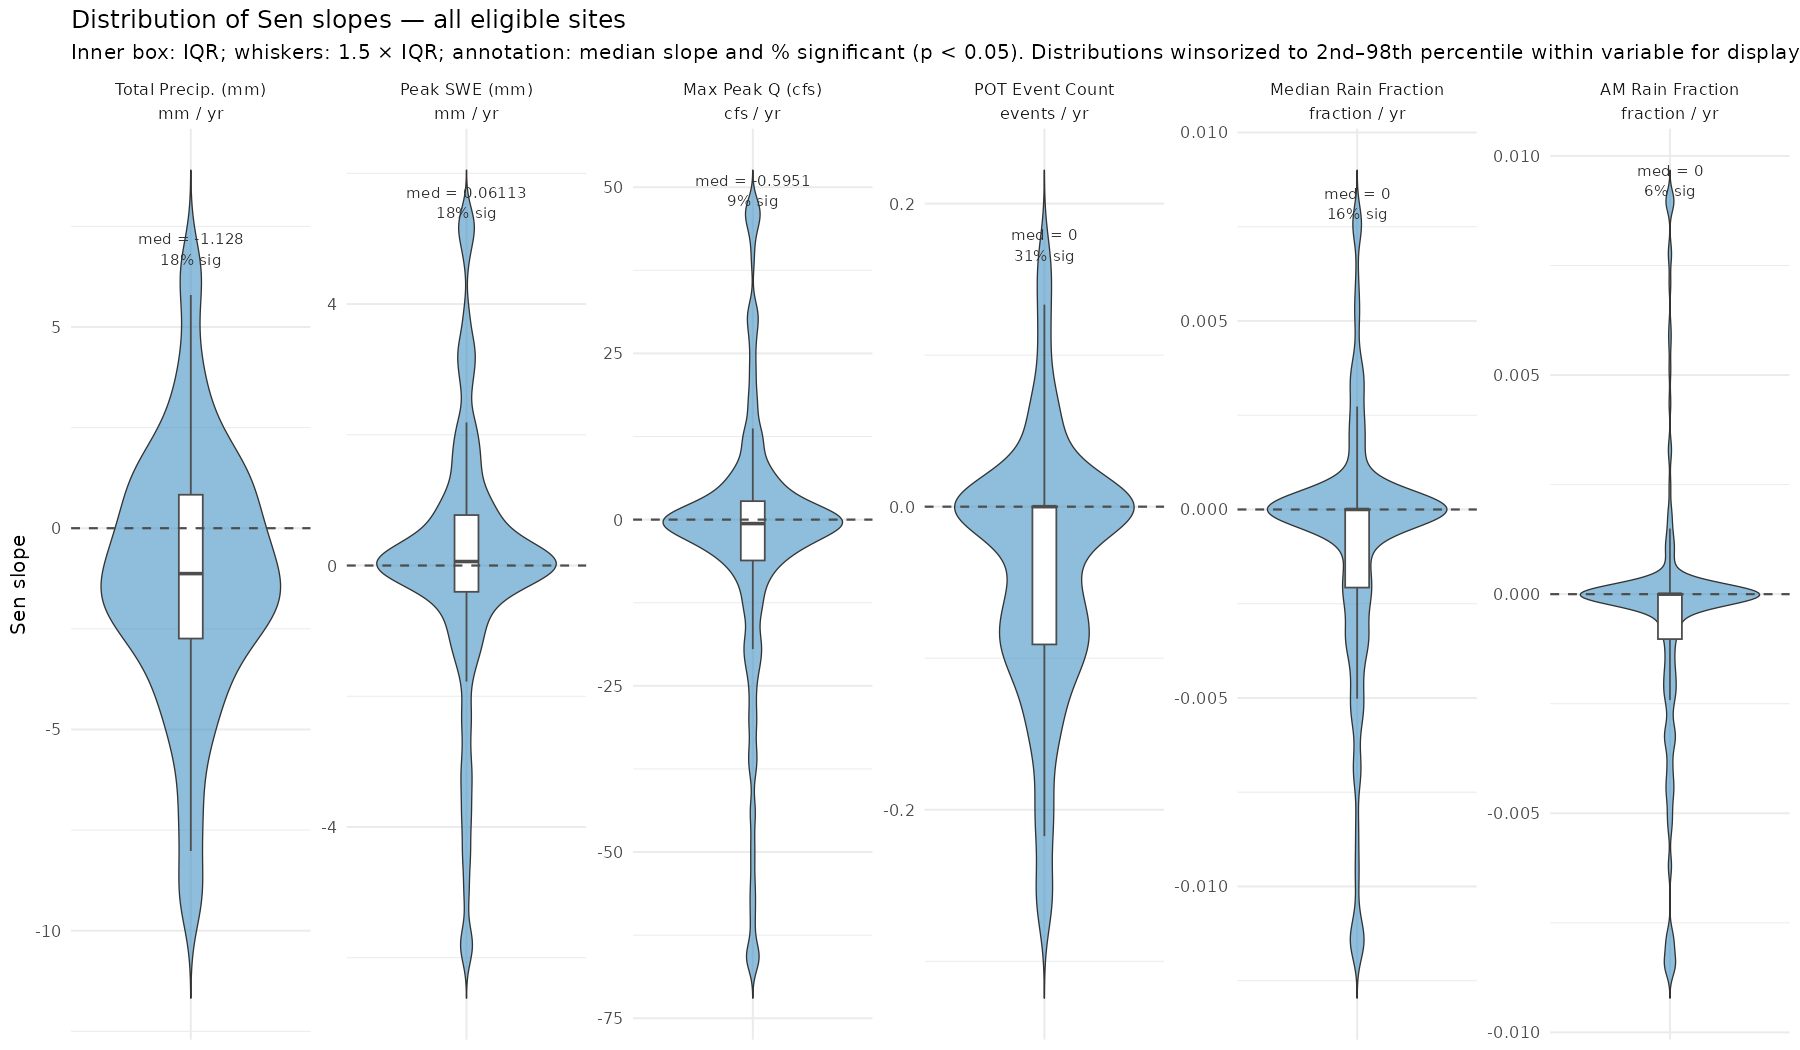 Distribution of Sen slopes — all eligible sites
Inner box: IQR; whiskers: 1.5 × IQR; annotation: median slope and % significant (p < 0.05). Distributions winsorized to 2nd–98th percentile within variable for display
Total Precip. (mm)
mm / yr
med = -1.128
18% sig
5
0
-5
-10
Sen slope
Peak SWE (mm)
mm / yr
med = 0.06113
18% sig
4
0
-4
Max Peak Q (cfs)
cfs / yr
med = -0.5951
9% sig
50
25
0
-25
-50
-75
POT Event Count
events / yr
med = 0
31% sig
0.2
0.0
-0.2
Median Rain Fraction
fraction / yr
med = 0
16% sig
0.010
0.005
0.000
-0.005
-0.010
AM Rain Fraction
fraction / yr
med = 0
6% sig
0.010
0.005
0.000
-0.005
-0.010